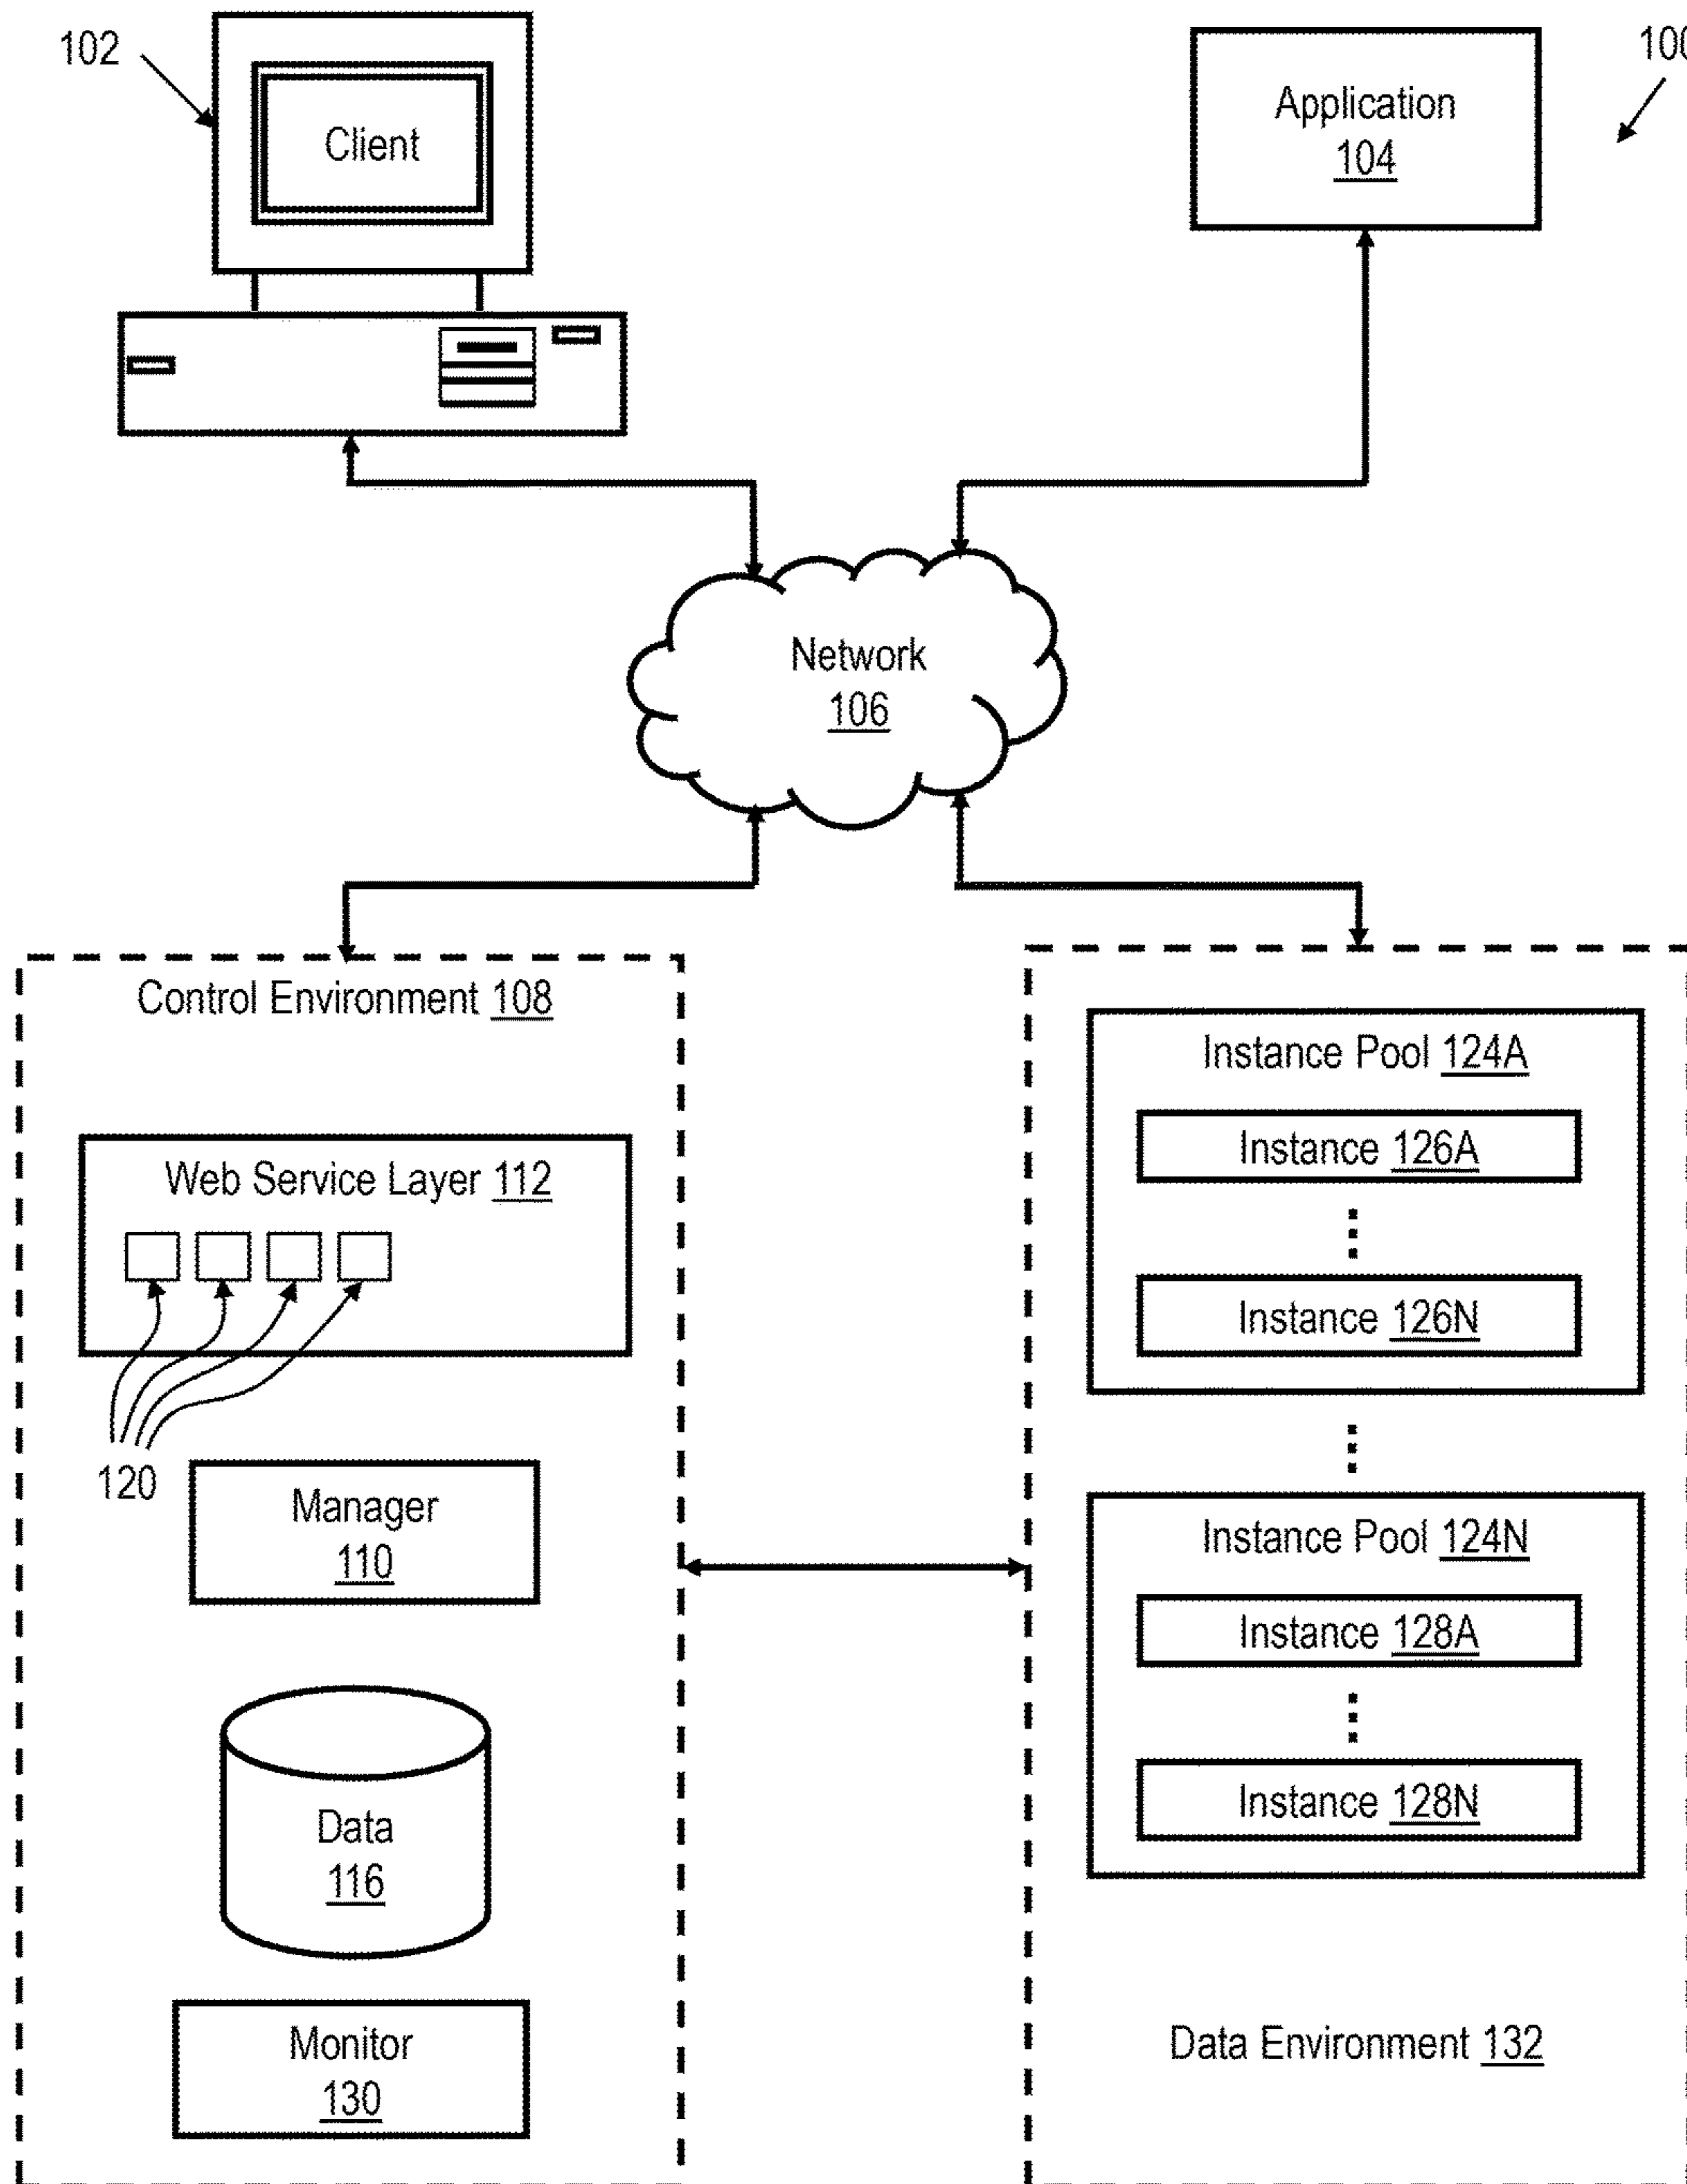 102
Client
Application
104
100
Network
106
Control Environment 108
Web Service Layer 112
120
Manager
110
Data
116
Monitor
130
Instance Pool 124A
Instance 126A
Instance 126N
Instance Pool 124N
Instance 128A
Instance 128N
Data Environment 132